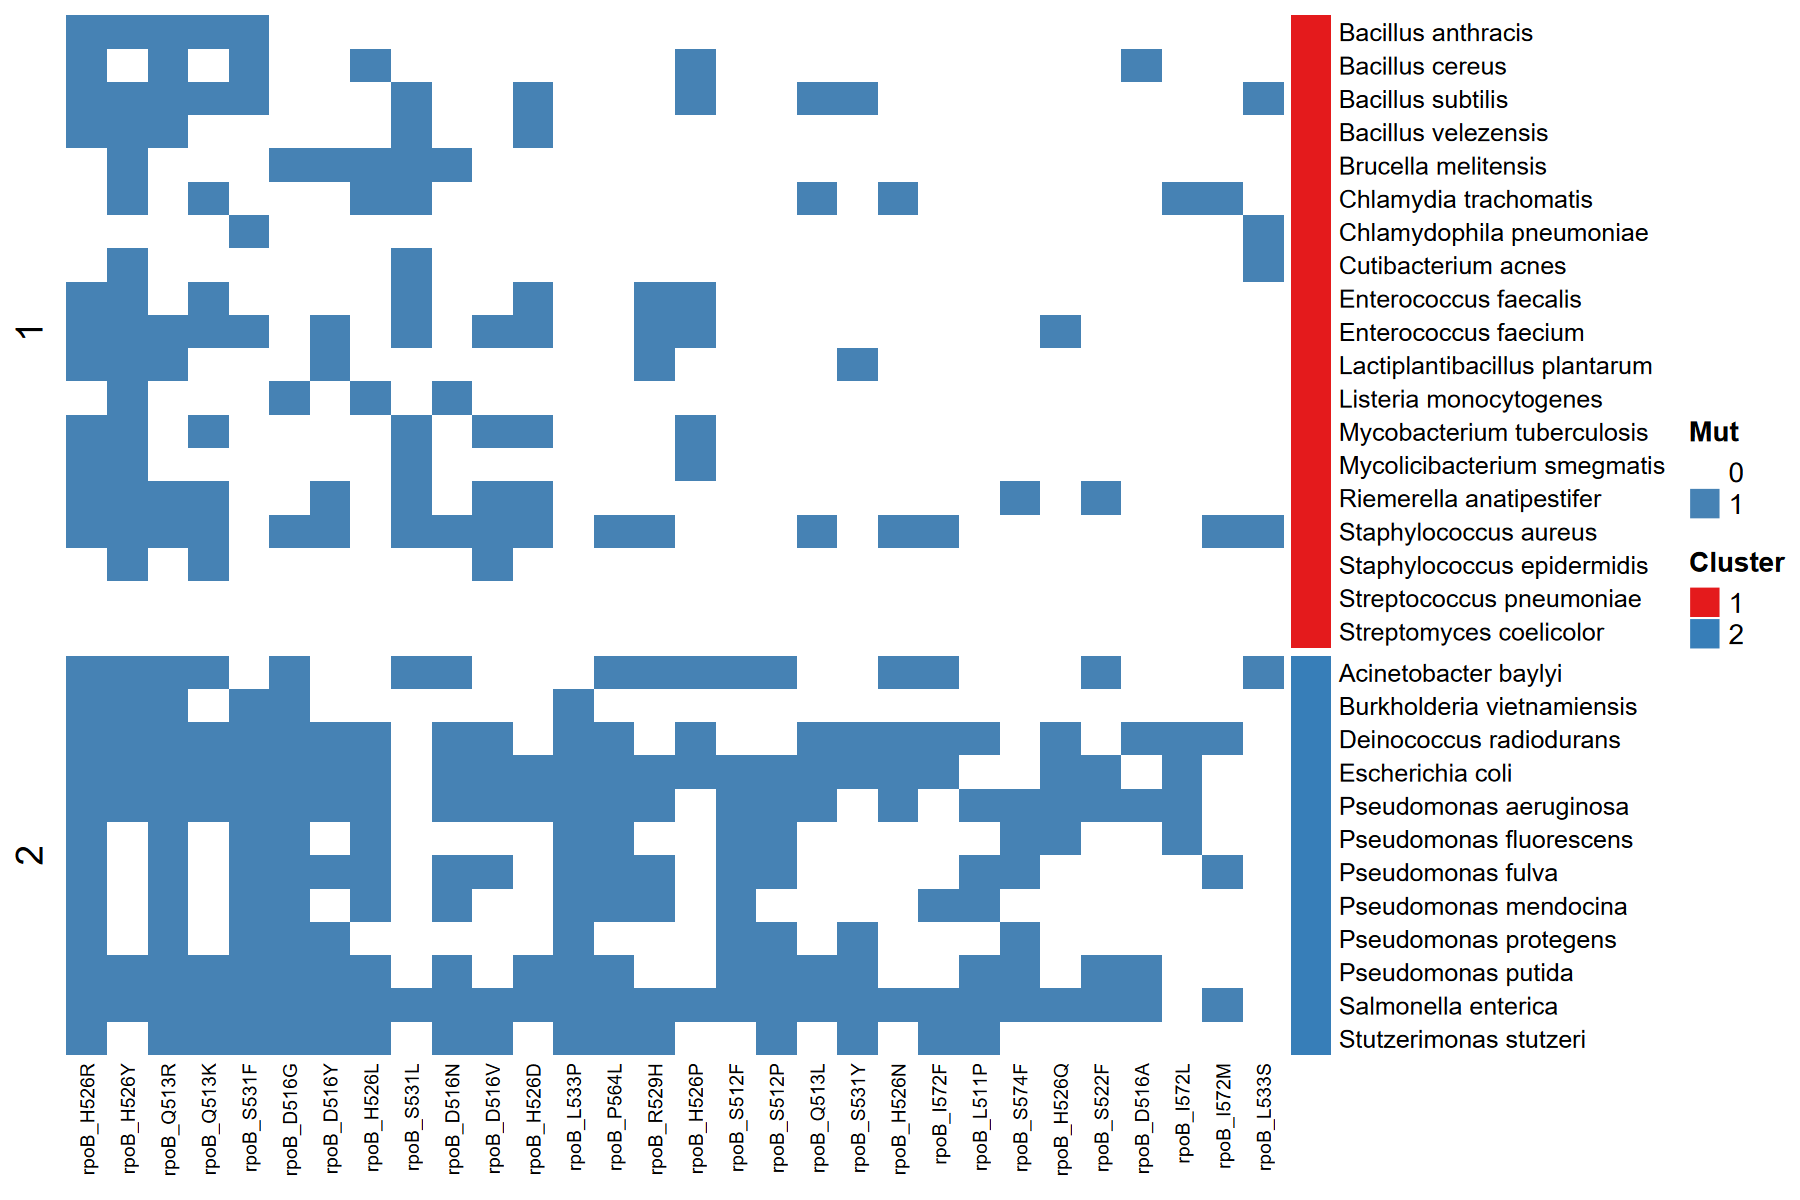 Bacillus anthracis
Bacillus cereus
Bacillus subtilis
Bacillus velezensis
Brucella melitensis
Chlamydia trachomatis
Chlamydophila pneumoniae
Cutibacterium acnes
Enterococcus faecalis
Enterococcus faecium
Lactiplantibacillus plantarum
Listeria monocytogenes
Mycobacterium tuberculosis
Mycolicibacterium smegmatis
Riemerella anatipestifer
Staphylococcus aureus
Staphylococcus epidermidis
Streptococcus pneumoniae
Streptomyces coelicolor
1
Acinetobacter baylyi
Burkholderia vietnamiensis
Deinococcus radiodurans
Escherichia coli
Pseudomonas aeruginosa
Pseudomonas fluorescens
Pseudomonas fulva
Pseudomonas mendocina
Pseudomonas protegens
Pseudomonas putida
Salmonella enterica
Stutzerimonas stutzeri
2
Mut
0
1
Cluster
1
2
rpoB_H526R
rpoB_H526Y
rpoB_Q513R
rpoB_Q513K
rpoB_S531F
rpoB_D516G
rpoB_D516Y
rpoB_H526L
rpoB_S531L
rpoB_D516N
rpoB_D516V
rpoB_H526D
rpoB_L533P
rpoB_P564L
rpoB_R529H
rpoB_H526P
rpoB_S512F
rpoB_S512P
rpoB_Q513L
rpoB_S531Y
rpoB_H526N
rpoB_I572F
rpoB_L511P
rpoB_S574F
rpoB_H526Q
rpoB_S522F
rpoB_D516A
rpoB_I572L
rpoB_I572M
rpoB_L533S